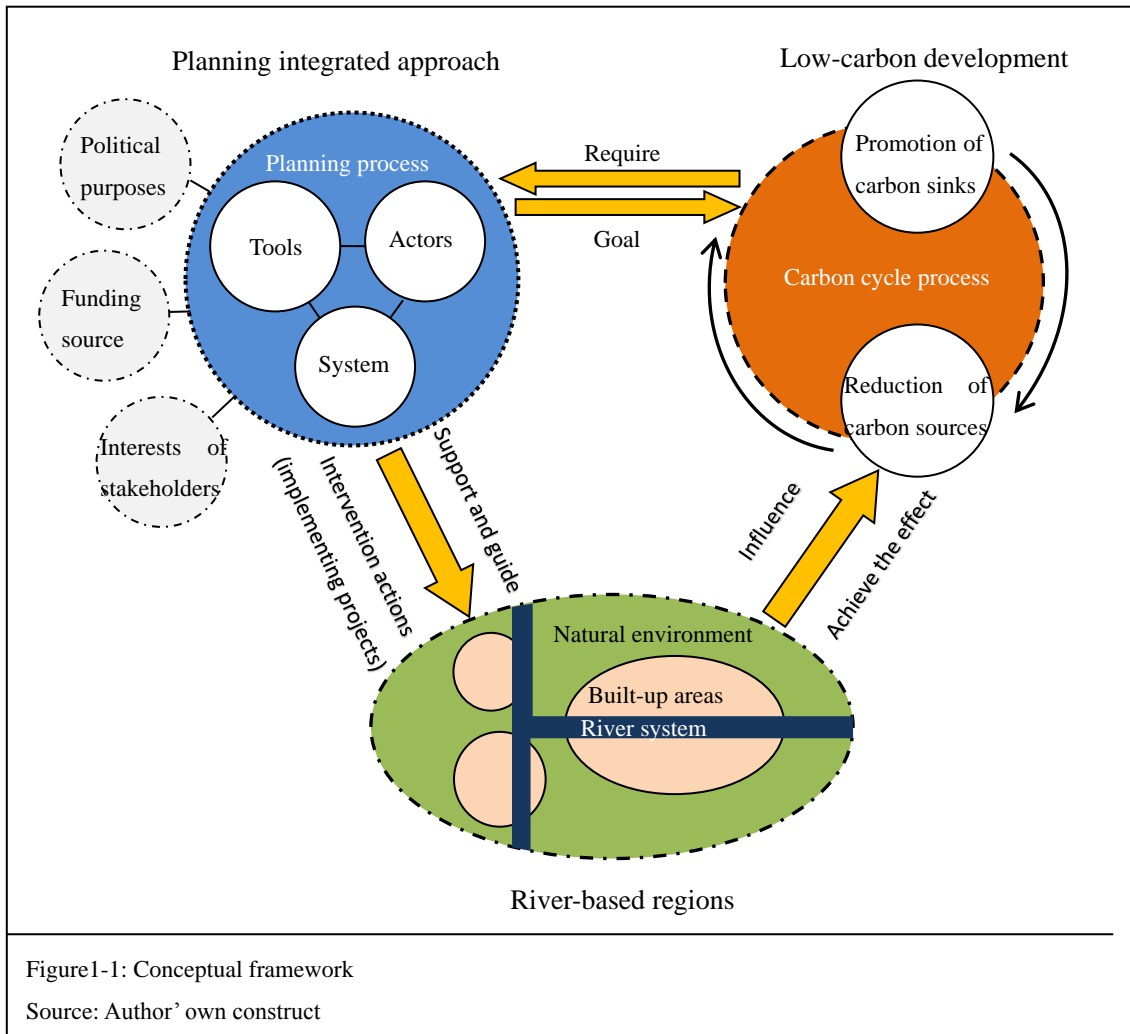 Planning integrated approach
Low-carbon development
Political
purposes
Funding
source
Interests of
stakeholders
Planning process
Tools
Actors
System
Require
Goal
Promotion of
carbon sinks
Carbon cycle process
Reduction of
carbon sources
Support and guide
Intervention actions
(implementing projects)
Influence
Achieve the effect
Natural environment
Built-up areas
River system
River-based regions
Figure1-1: Conceptual framework
Source: Author’ own construct